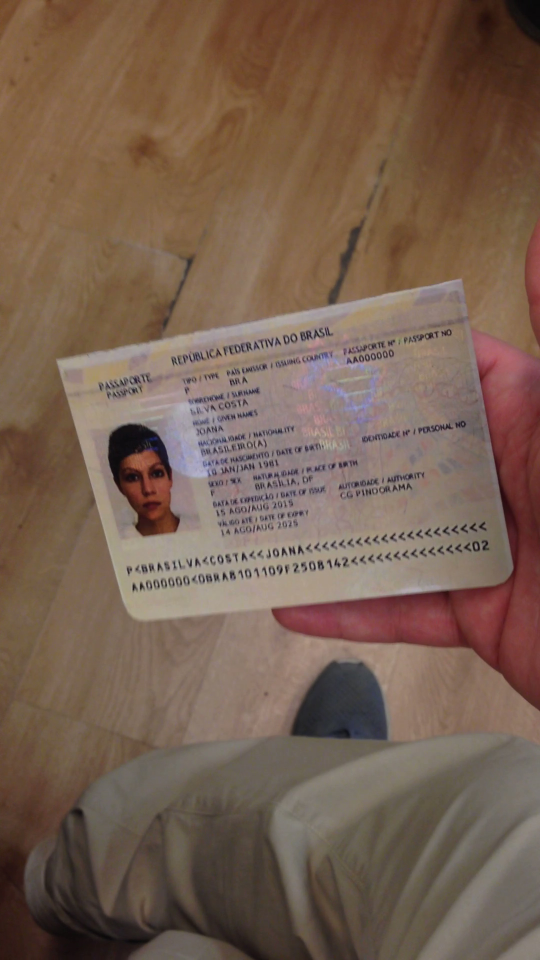 REPÚBLICA FEDERATIVA DO BRASIL
PASSAPORTE
PASSPORT
TIPO / TYPE PAÍS EMISSOR / ISSUING COUNTRY PASSAPORTE Nº / PASSPORT NO
P BRA AA000000
SOBRENOME / SURNAME
SILVA COSTA
NOME / GIVEN NAMES
JOANA
NACIONALIDADE / NATIONALITY
BRASILEIRO(A)
DATA DE NASCIMENTO / DATE OF BIRTH IDENTIDADE Nº / PERSONAL NO
10 JAN/JAN 1981
SEXO / SEX NATURALIDADE / PLACE OF BIRTH
F BRASÍLIA, DF
DATA DE EXPEDIÇÃO / DATE OF ISSUE AUTORIDADE / AUTHORITY
15 AGO/AUG 2015 CG PINDORAMA
VÁLIDO ATÉ / DATE OF EXPIRY
14 AGO/AUG 2025
P<BRASILVA<COSTA<<JOANA<<<<<<<<<<<<<<<<<<<<<
AA000000<0BRA8101109F2508142<<<<<<<<<<<<<<02